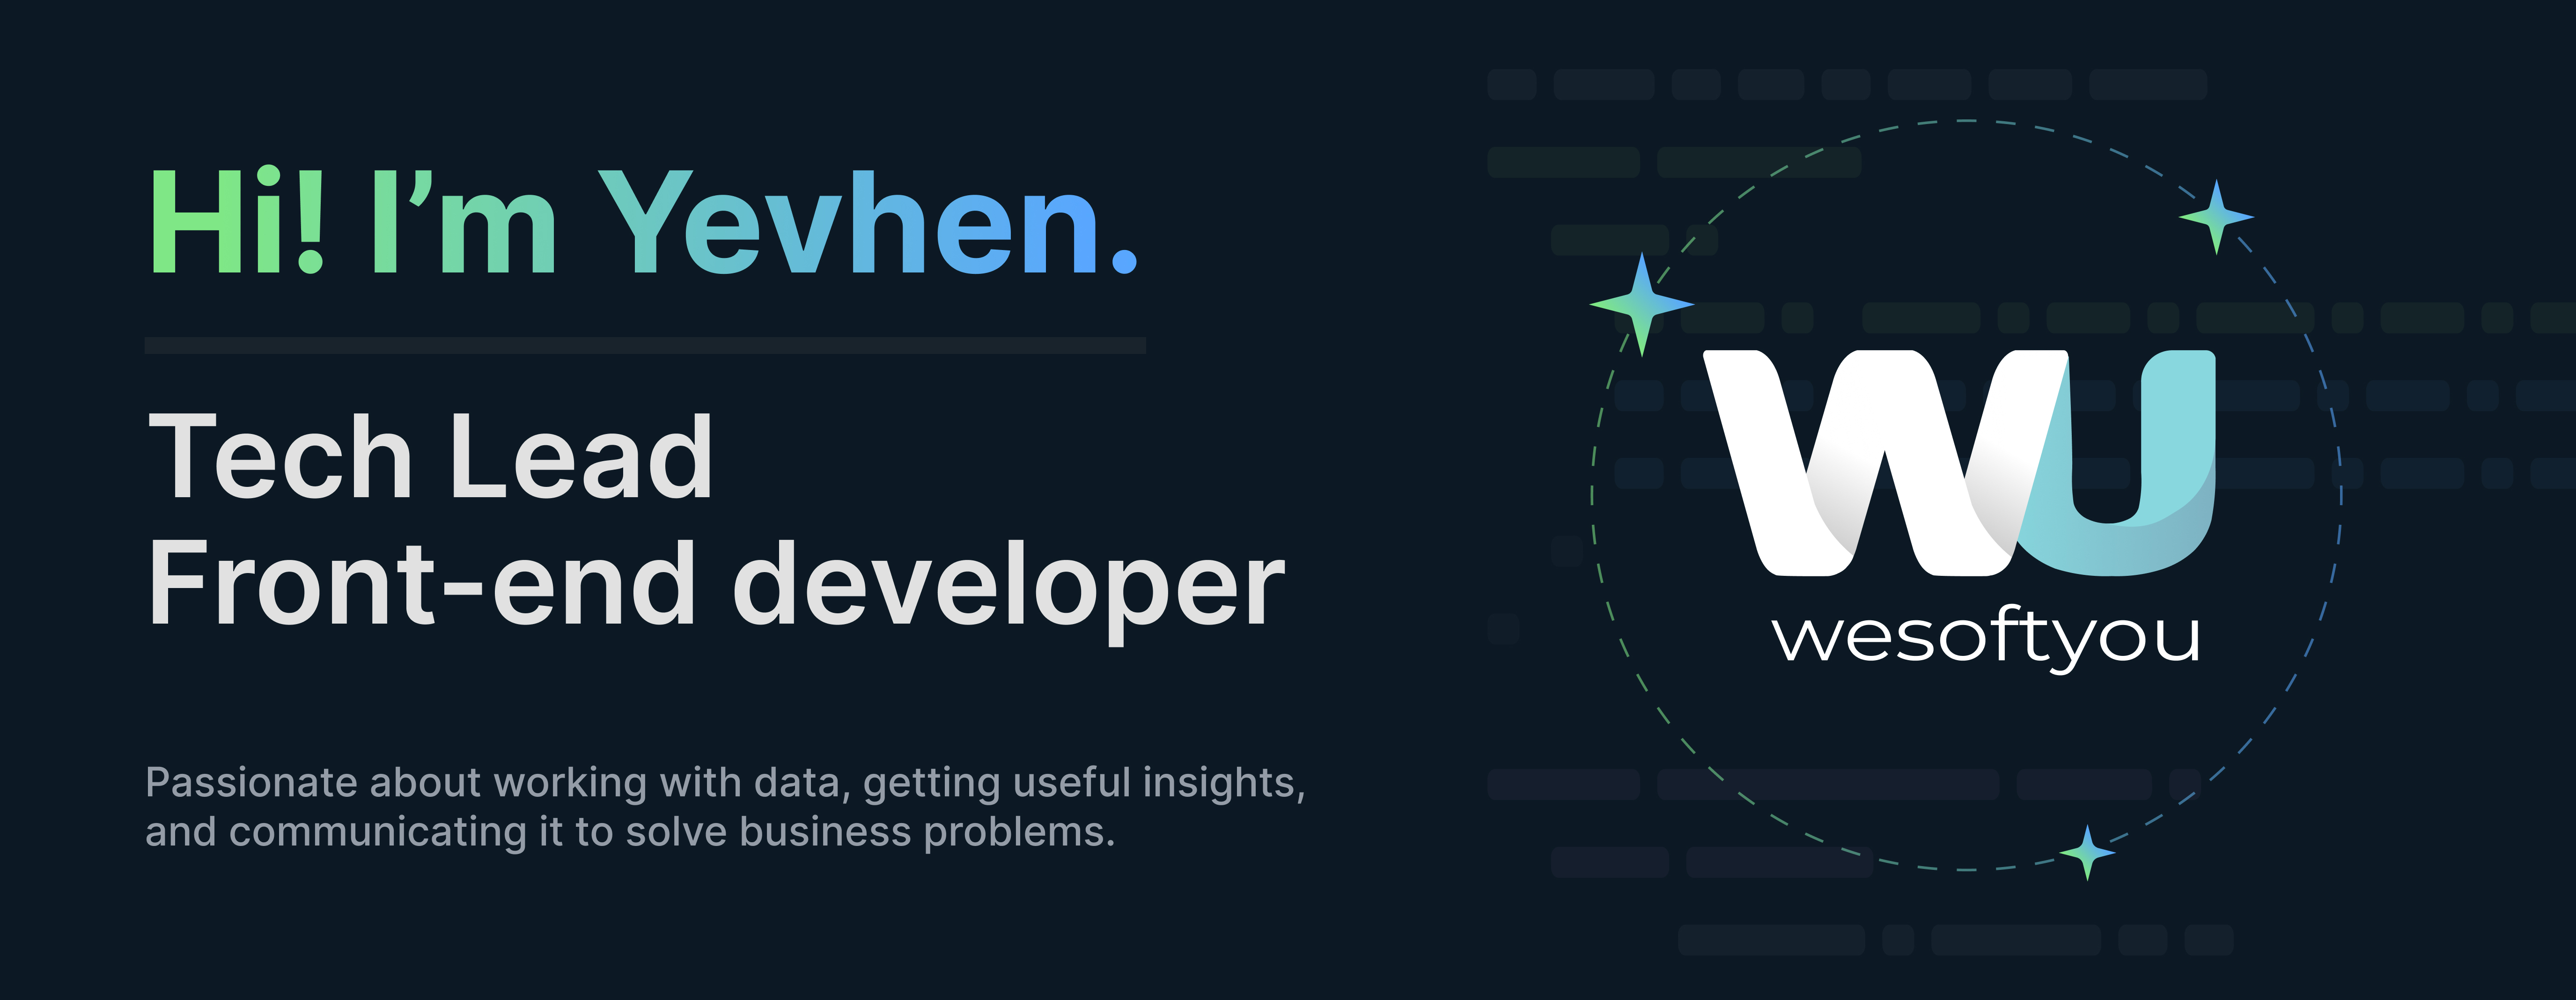 Hi! I’m Yevhen.
Tech Lead
Front-end developer
Passionate about working with data, getting useful insights,
and communicating it to solve business problems.
WU
wesoftyou